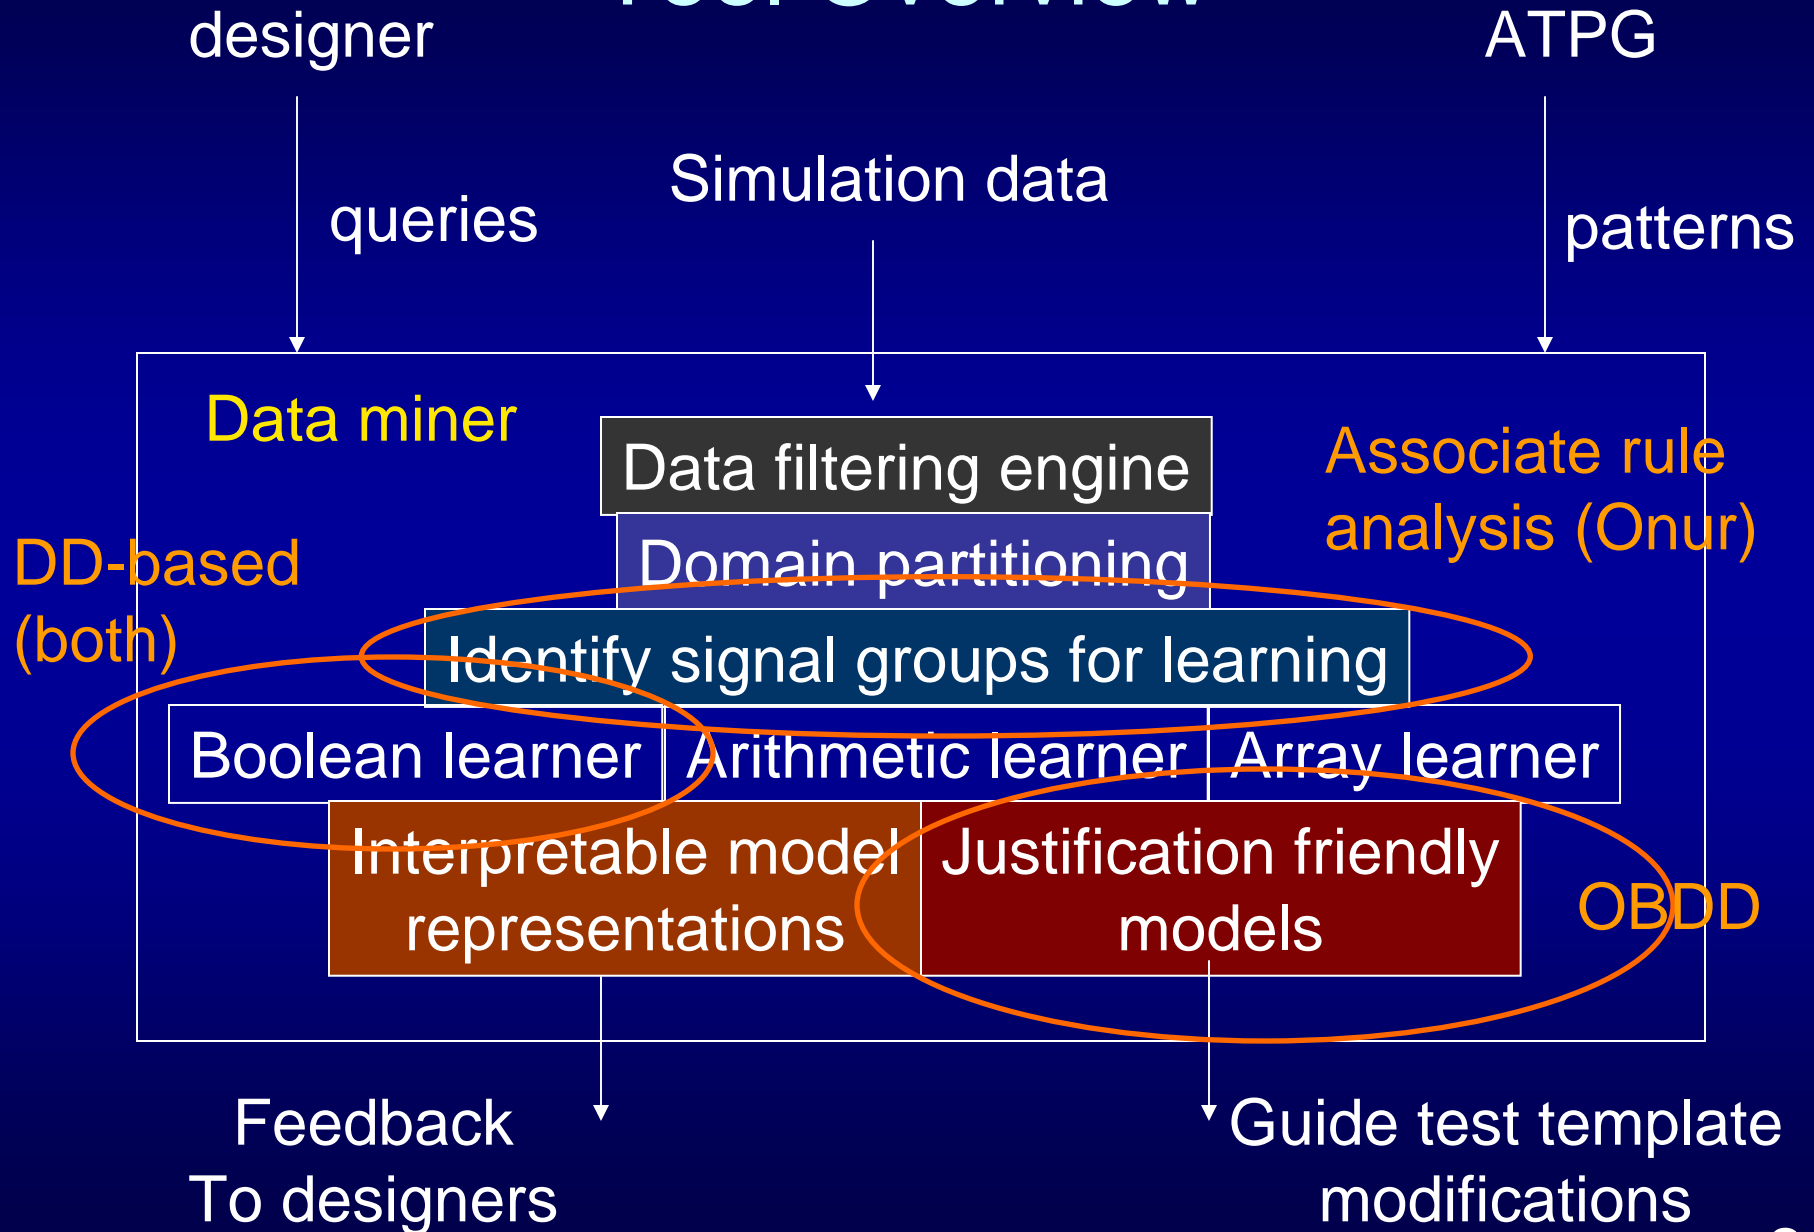 Tool Overview
designer
ATPG
Simulation data
queries
patterns
Data miner
Data filtering engine
Associate rule
analysis (Onur)
Domain partitioning
DD-based
(both)
Identify signal groups for learning
Boolean learner
Arithmetic learner
Array learner
Interpretable model
representations
Justification friendly
models
OBDD
Feedback
To designers
Guide test template
modifications